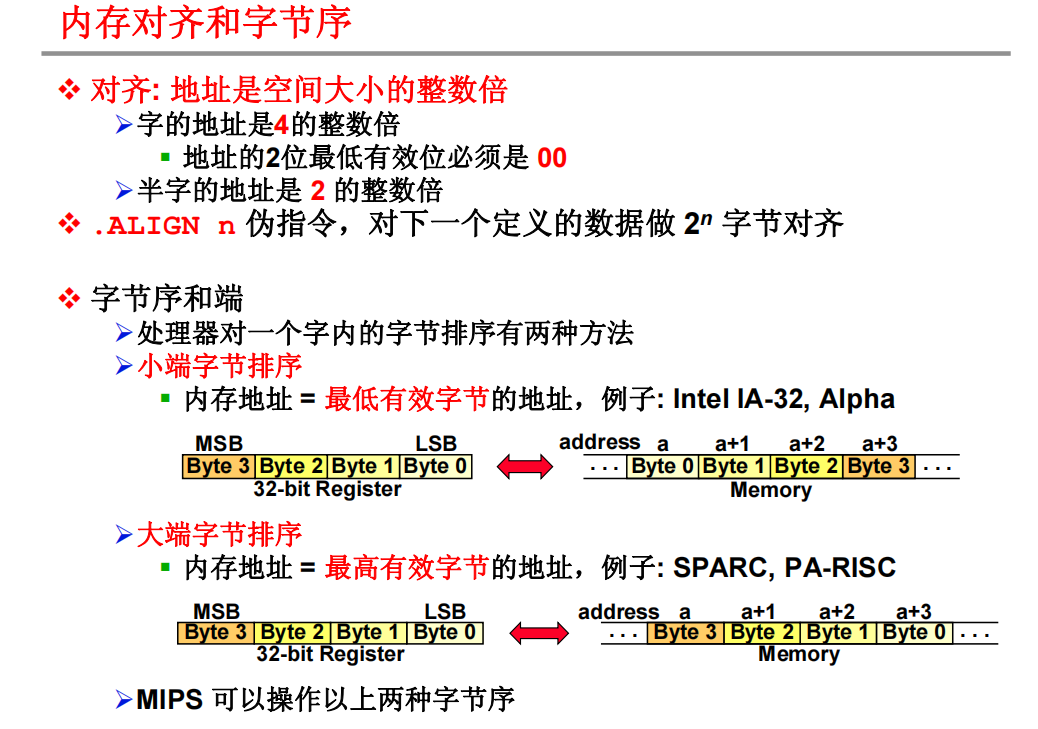 内存对齐和字节序
❖ 对齐: 地址是空间大小的整数倍
➢字的地址是4的整数倍
▪ 地址的2位最低有效位必须是 00
➢半字的地址是 2 的整数倍
❖ .ALIGN n 伪指令，对下一个定义的数据做 2ⁿ 字节对齐
❖ 字节序和端
➢处理器对一个字内的字节排序有两种方法
➢小端字节排序
▪ 内存地址 = 最低有效字节的地址，例子: Intel IA-32, Alpha
MSB LSB address a a+1 a+2 a+3
Byte 3 Byte 2 Byte 1 Byte 0 . . . Byte 0 Byte 1 Byte 2 Byte 3 . . .
32-bit Register Memory
➢大端字节排序
▪ 内存地址 = 最高有效字节的地址，例子: SPARC, PA-RISC
MSB LSB address a a+1 a+2 a+3
Byte 3 Byte 2 Byte 1 Byte 0 . . . Byte 3 Byte 2 Byte 1 Byte 0 . . .
32-bit Register Memory
➢MIPS 可以操作以上两种字节序